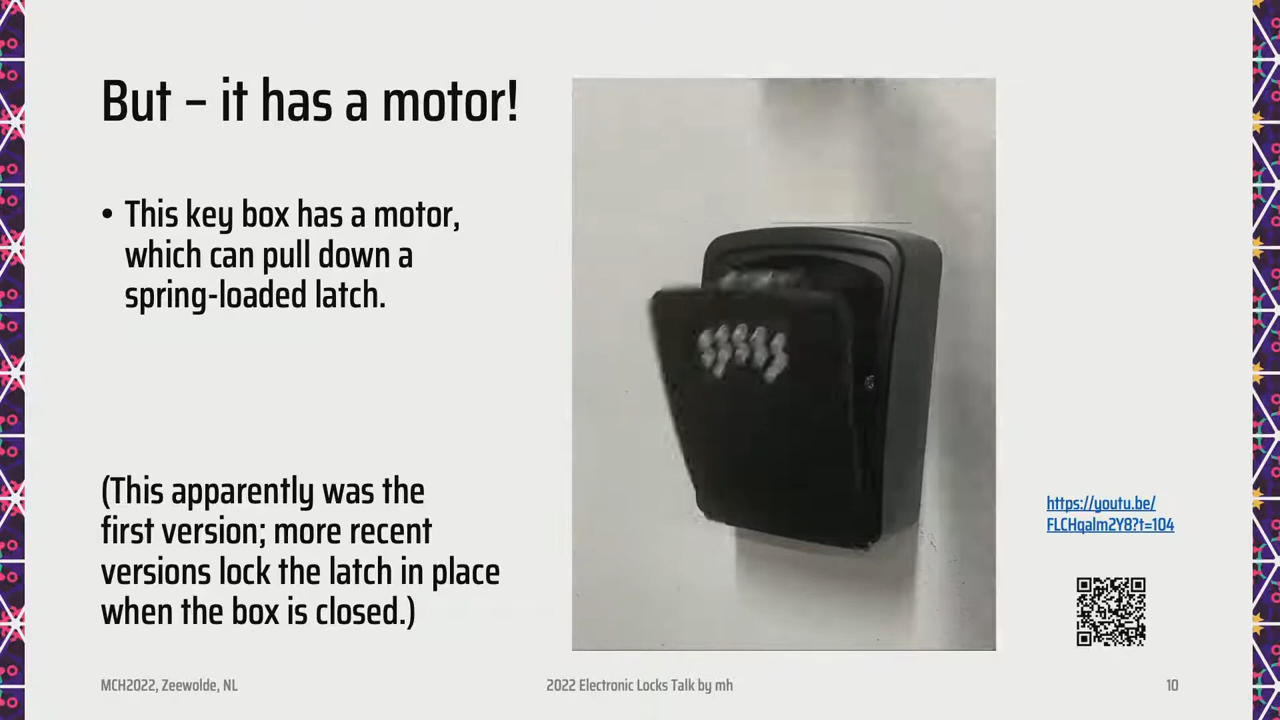 But – it has a motor!
• This key box has a motor,
which can pull down a
spring-loaded latch.
(This apparently was the
first version; more recent
versions lock the latch in place
when the box is closed.)
https://youtu.be/
FLCHqalm2Y8?t=104
MCH2022, Zeewolde, NL
2022 Electronic Locks Talk by mh
10